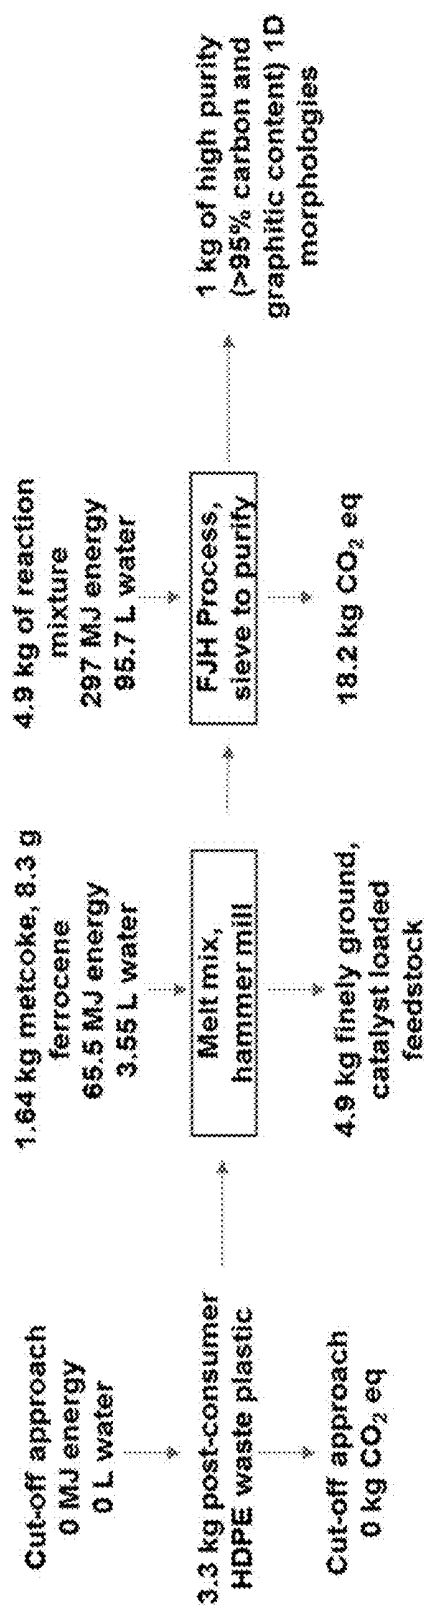 Cut-off approach
0 MJ energy
0 L water
3.3 kg post-consumer
HDPE waste plastic
Cut-off approach
0 kg CO₂ eq
1.64 kg metcoke, 8.3 g
ferrocene
65.5 MJ energy
3.55 L water
Melt mix,
hammer mill
4.9 kg finely ground,
catalyst loaded
feedstock
4.9 kg of reaction
mixture
297 MJ energy
95.7 L water
FJH Process,
sieve to purify
18.2 kg CO₂ eq
1 kg of high purity
(>95% carbon and
graphitic content) 1D
morphologies